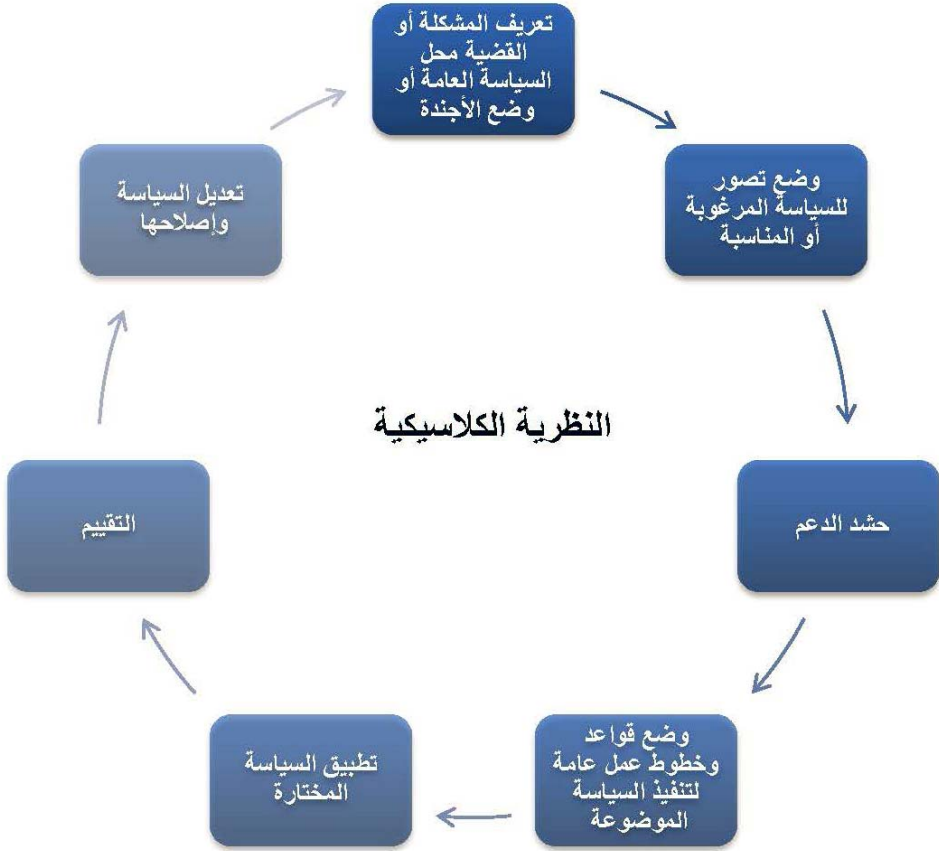 تعريف المشكلة أو
القضية محل
السياسة العامة أو
وضع الأجندة
وضع تصور
للسياسة المرغوبة
أو المناسبة
حشد الدعم
وضع قواعد
وخطوط عمل عامة
لتنفيذ السياسة
الموضوعة
تطبيق السياسة
المختارة
التقييم
تعديل السياسة
وإصلاحها
النظرية الكلاسيكية